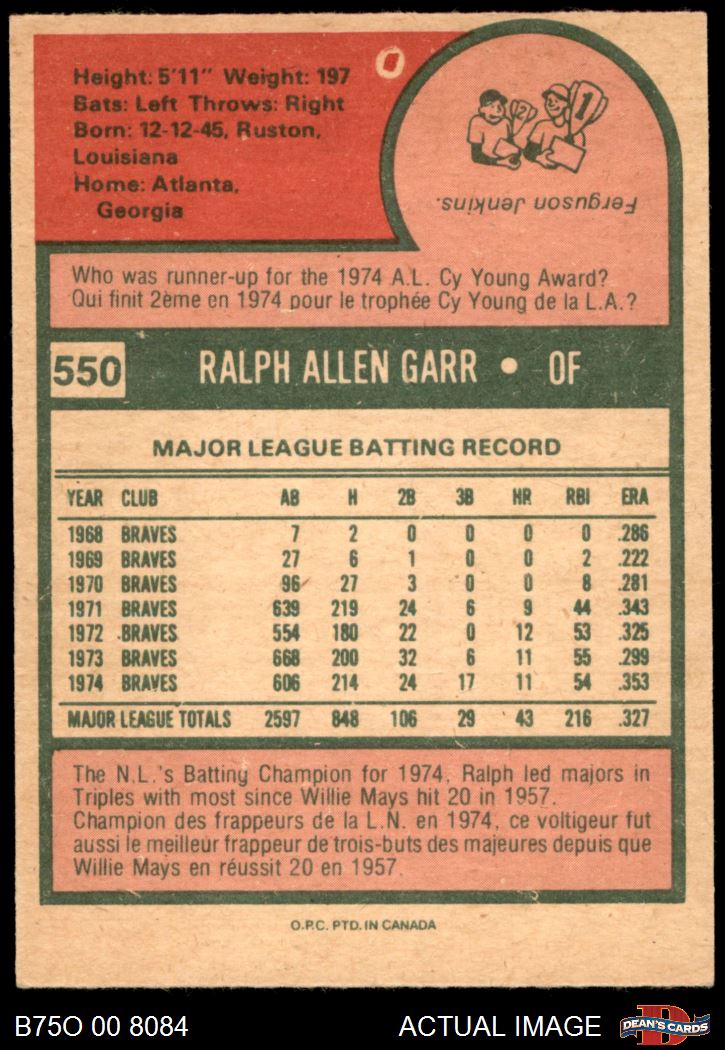 Height: 5'11" Weight: 197
Bats: Left Throws: Right
Born: 12-12-45, Ruston,
Louisiana
Home: Atlanta,
Georgia
2 1
Ferguson Jenkins.
Who was runner-up for the 1974 A.L. Cy Young Award?
Qui finit 2ème en 1974 pour le trophée Cy Young de la L.A.?
550 RALPH ALLEN GARR • OF
MAJOR LEAGUE BATTING RECORD
YEAR CLUB AB H 2B 3B HR RBI ERA
1968 BRAVES 7 2 0 0 0 0 .286
1969 BRAVES 27 6 1 0 0 2 .222
1970 BRAVES 96 27 3 0 0 8 .281
1971 BRAVES 639 219 24 6 9 44 .343
1972 BRAVES 554 180 22 0 12 53 .325
1973 BRAVES 668 200 32 6 11 55 .299
1974 BRAVES 606 214 24 17 11 54 .353
MAJOR LEAGUE TOTALS 2597 848 106 29 43 216 .327
The N.L.'s Batting Champion for 1974, Ralph led majors in
Triples with most since Willie Mays hit 20 in 1957.
Champion des frappeurs de la L.N. en 1974, ce voltigeur fut
aussi le meilleur frappeur de trois-buts des majeures depuis que
Willie Mays en réussit 20 en 1957.
O.P.C. PTD. IN CANADA
B75O 00 8084 ACTUAL IMAGE D DEAN'S CARDS